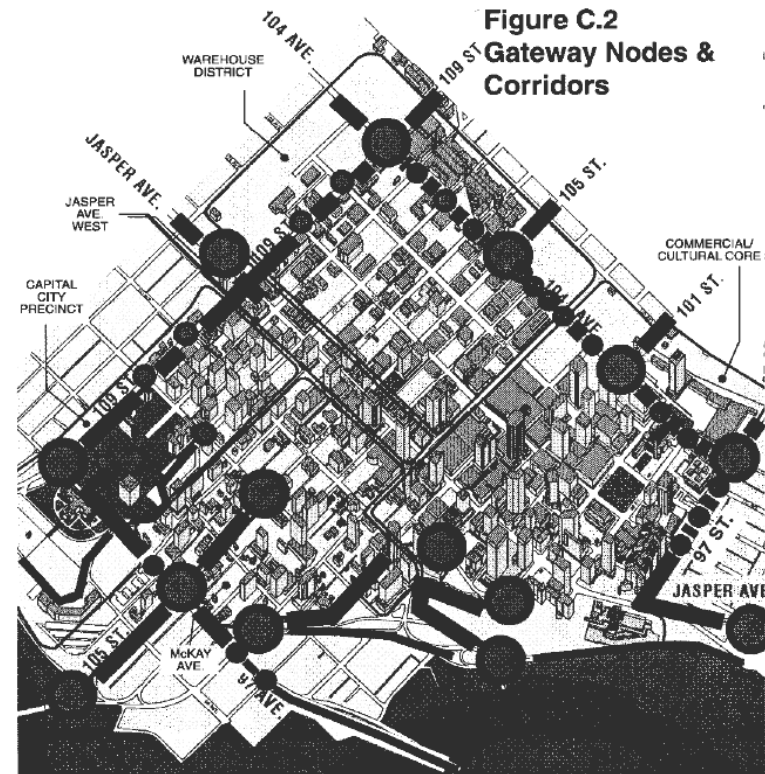 Figure C.2
Gateway Nodes &
Corridors
104 AVE.
109 ST.
WAREHOUSE
DISTRICT
JASPER AVE.
105 ST.
JASPER
AVE.
WEST
109 ST.
COMMERCIAL/
CULTURAL CORE
CAPITAL
CITY
PRECINCT
104 AVE.
101 ST.
109 ST.
97 ST.
JASPER AVE
105 ST.
McKAY
AVE.
97 AVE.